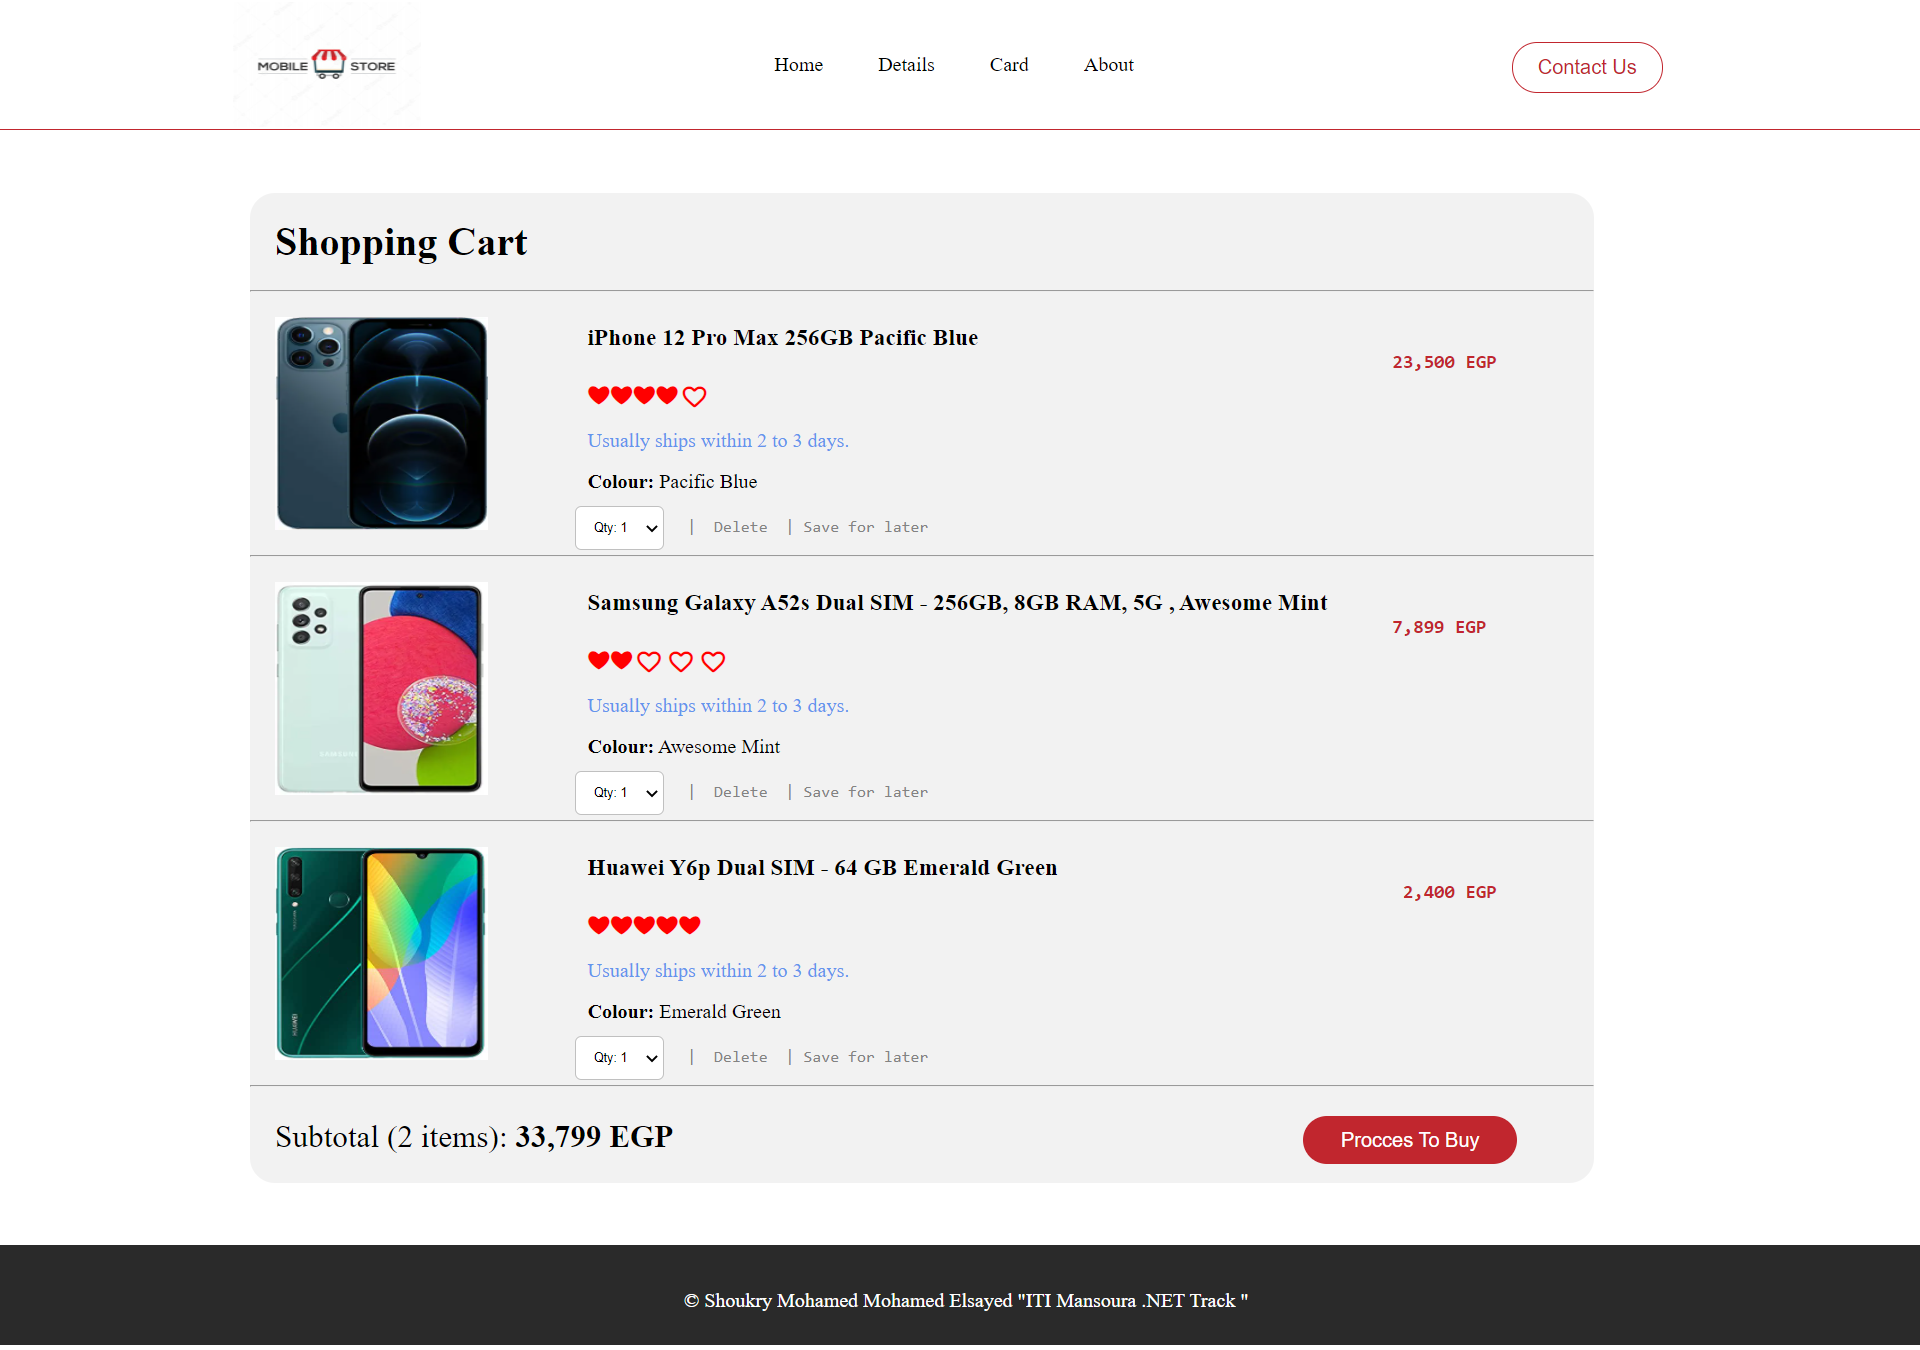 MOBILE STORE
Home Details Card About
Contact Us
Shopping Cart
iPhone 12 Pro Max 256GB Pacific Blue
23,500 EGP
Usually ships within 2 to 3 days.
Colour: Pacific Blue
Qty: 1 | Delete | Save for later
Samsung Galaxy A52s Dual SIM - 256GB, 8GB RAM, 5G , Awesome Mint
7,899 EGP
Usually ships within 2 to 3 days.
Colour: Awesome Mint
SAMSUNG
Qty: 1 | Delete | Save for later
Huawei Y6p Dual SIM - 64 GB Emerald Green
2,400 EGP
Usually ships within 2 to 3 days.
Colour: Emerald Green
HUAWEI
Qty: 1 | Delete | Save for later
Subtotal (2 items): 33,799 EGP
Procces To Buy
© Shoukry Mohamed Mohamed Elsayed "ITI Mansoura .NET Track "